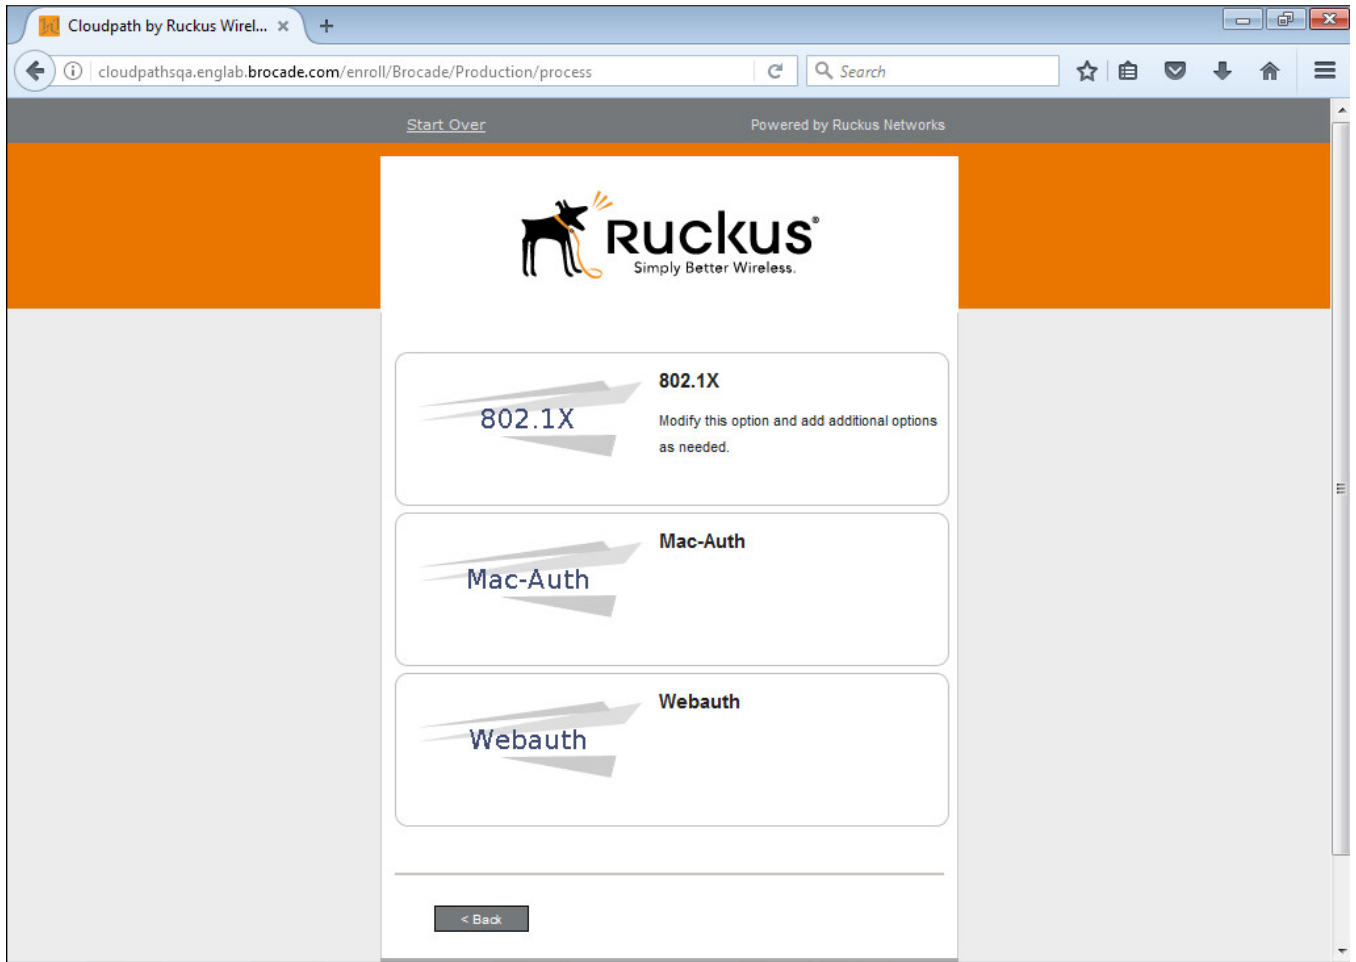 Cloudpath by Ruckus Wirel...
cloudpathsqa.englab.brocade.com/enroll/Brocade/Production/process
Search
Start Over
Powered by Ruckus Networks
Ruckus®
Simply Better Wireless.
802.1X
802.1X
Modify this option and add additional options
as needed.
Mac-Auth
Mac-Auth
Webauth
Webauth
< Back